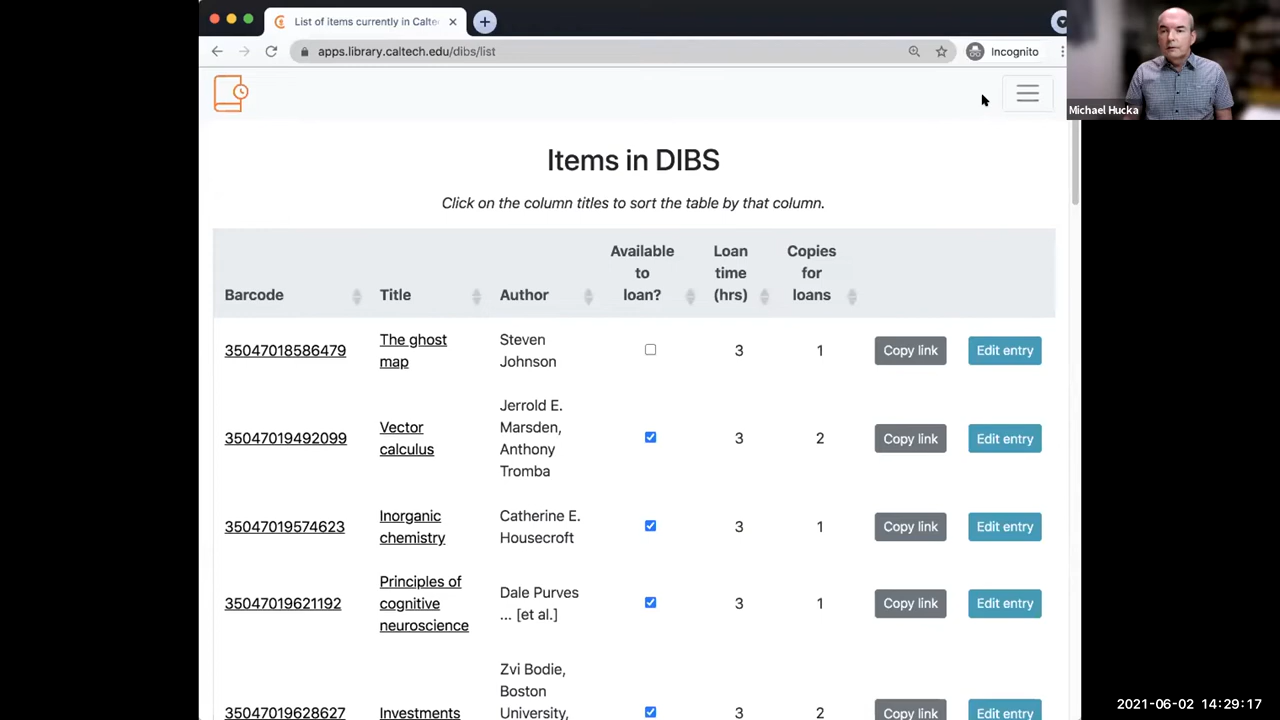 List of items currently in Calte
apps.library.caltech.edu/dibs/list
Incognito
Michael Hucka
Items in DIBS
Click on the column titles to sort the table by that column.
Barcode
Title
Author
Available
to
loan?
Loan
time
(hrs)
Copies
for
loans
35047018586479
The ghost
map
Steven
Johnson
3
1
Copy link
Edit entry
35047019492099
Vector
calculus
Jerrold E.
Marsden,
Anthony
Tromba
3
2
Copy link
Edit entry
35047019574623
Inorganic
chemistry
Catherine E.
Housecroft
3
1
Copy link
Edit entry
35047019621192
Principles of
cognitive
neuroscience
Dale Purves
... [et al.]
3
1
Copy link
Edit entry
35047019628627
Investments
Zvi Bodie,
Boston
University,
3
2
Copy link
Edit entry
2021-06-02 14:29:17